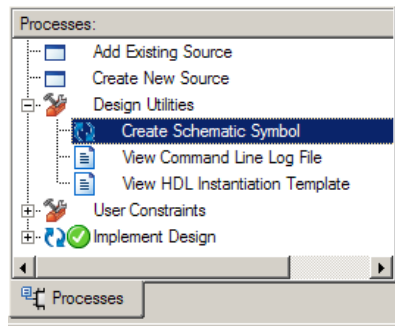 Processes:
Add Existing Source
Create New Source
Design Utilities
Create Schematic Symbol
View Command Line Log File
View HDL Instantiation Template
User Constraints
Implement Design
Processes